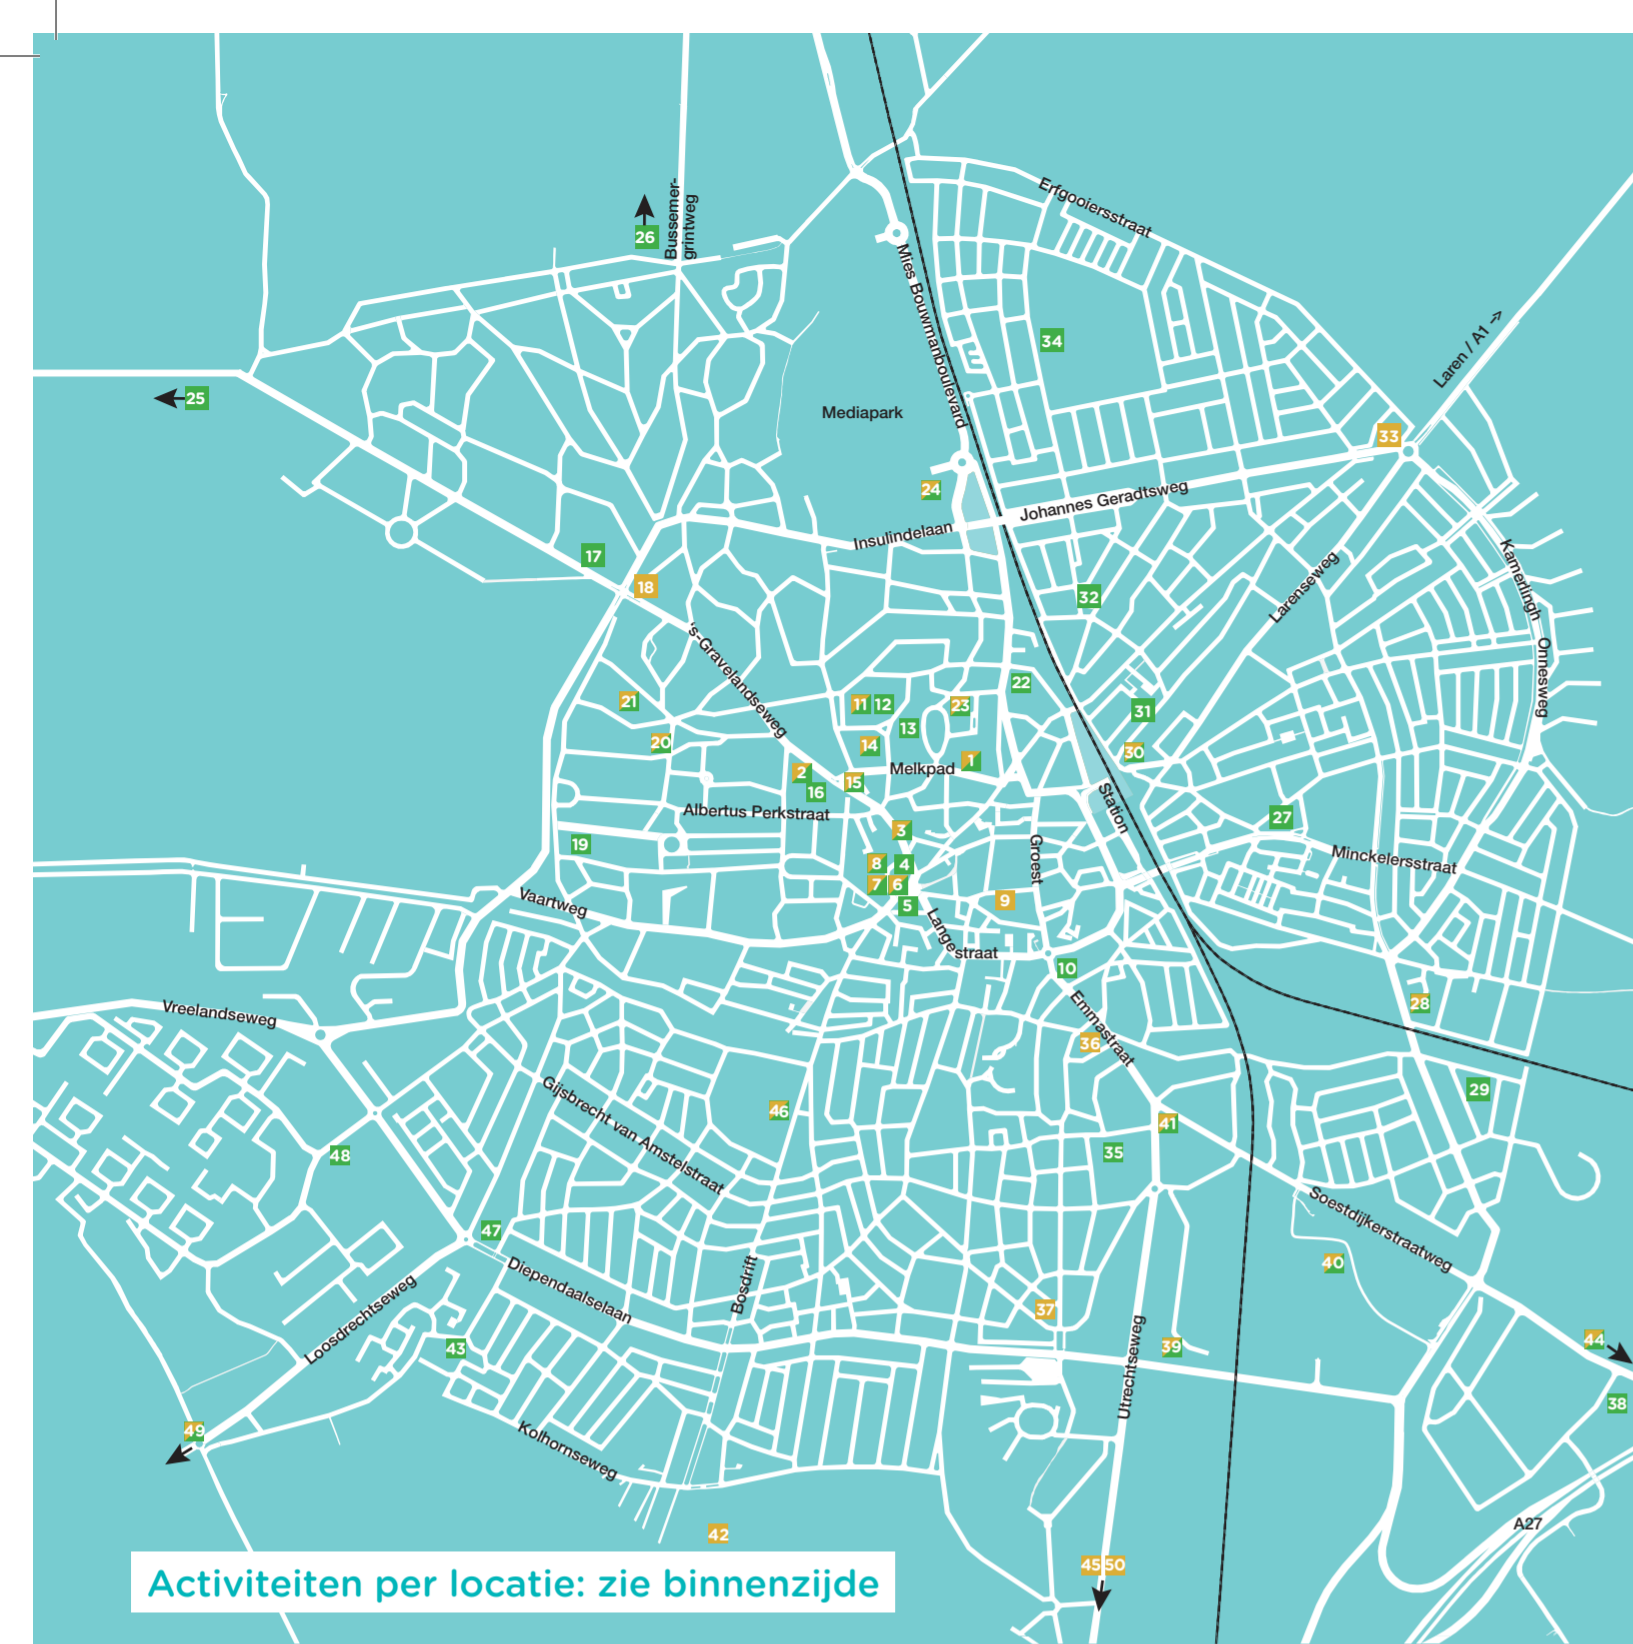 Bussemer-
grintweg
26
Erfgooiersstraat
Mies Bouwmanboulevard
34
Laren / A1
25
Mediapark
33
24
Johannes Geradtsweg
Insulindelaan
17
18
32
Larenseweg
Kamerlingh Onnesweg
's-Gravelandseweg
21
11
12
23
22
31
13
20
14
30
2
15
Melkpad
1
16
Albertus Perkstraat
Station
27
3
19
Groest
Minckelersstraat
8
4
7
6
5
9
Vaartweg
Langestraat
10
28
Vreelandseweg
Emmastraat
36
29
Gijsbrecht van Amstelstraat
46
41
48
35
47
Soestdijkerstraatweg
Diependaalselaan
Bosdrift
40
Loosdrechtseweg
37
43
39
44
Utrechtseweg
38
49
Kolhornseweg
42
A27
45
50
Activiteiten per locatie: zie binnenzijde